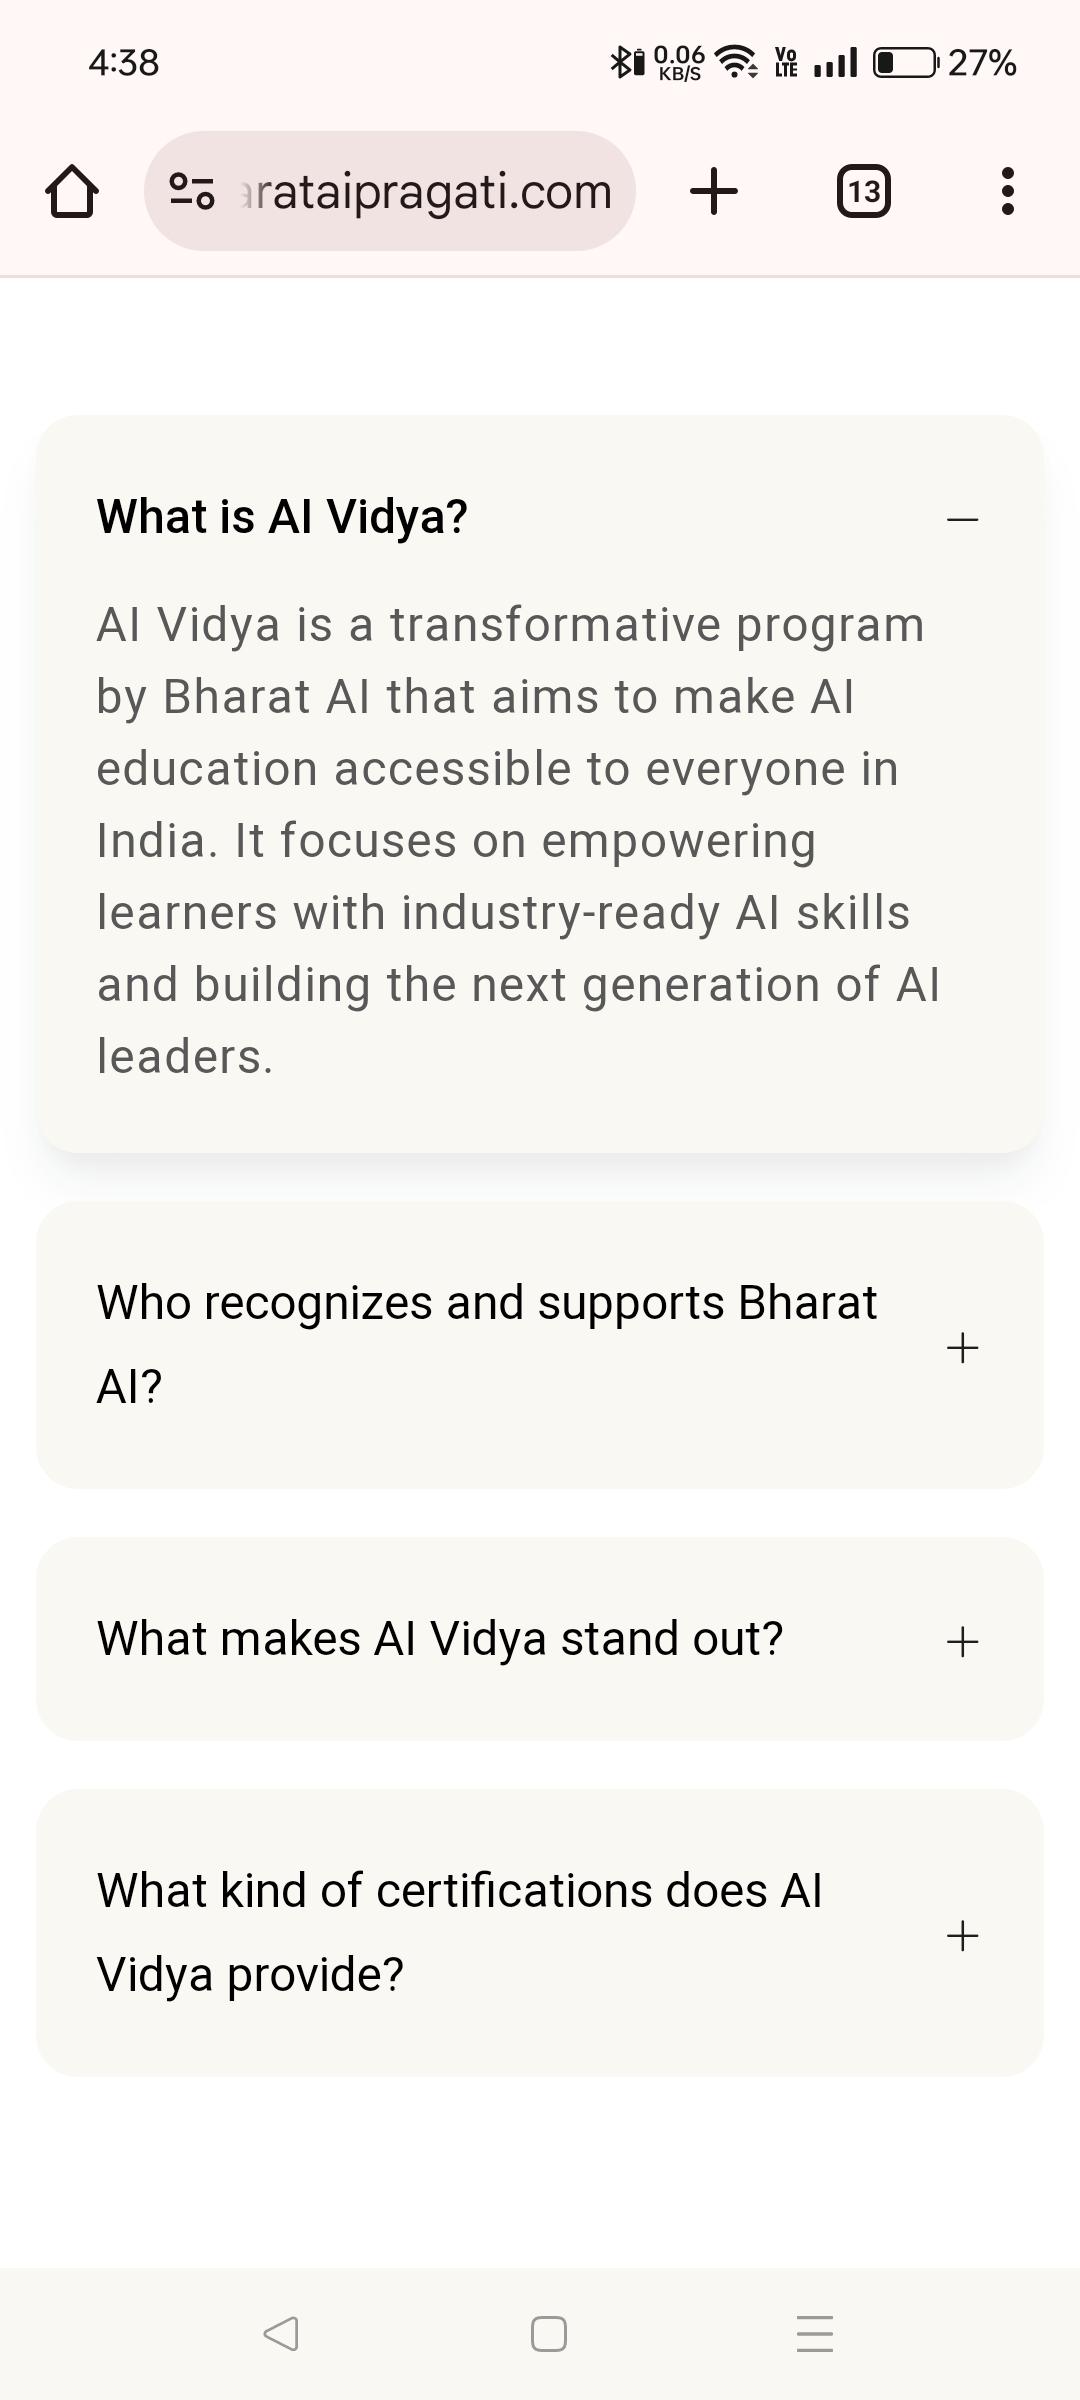 4:38
0.06
KB/S
Vo
LTE
27%
arataipragati.com
13
What is AI Vidya?
AI Vidya is a transformative program
by Bharat AI that aims to make AI
education accessible to everyone in
India. It focuses on empowering
learners with industry-ready AI skills
and building the next generation of AI
leaders.
Who recognizes and supports Bharat
AI?
What makes AI Vidya stand out?
What kind of certifications does AI
Vidya provide?